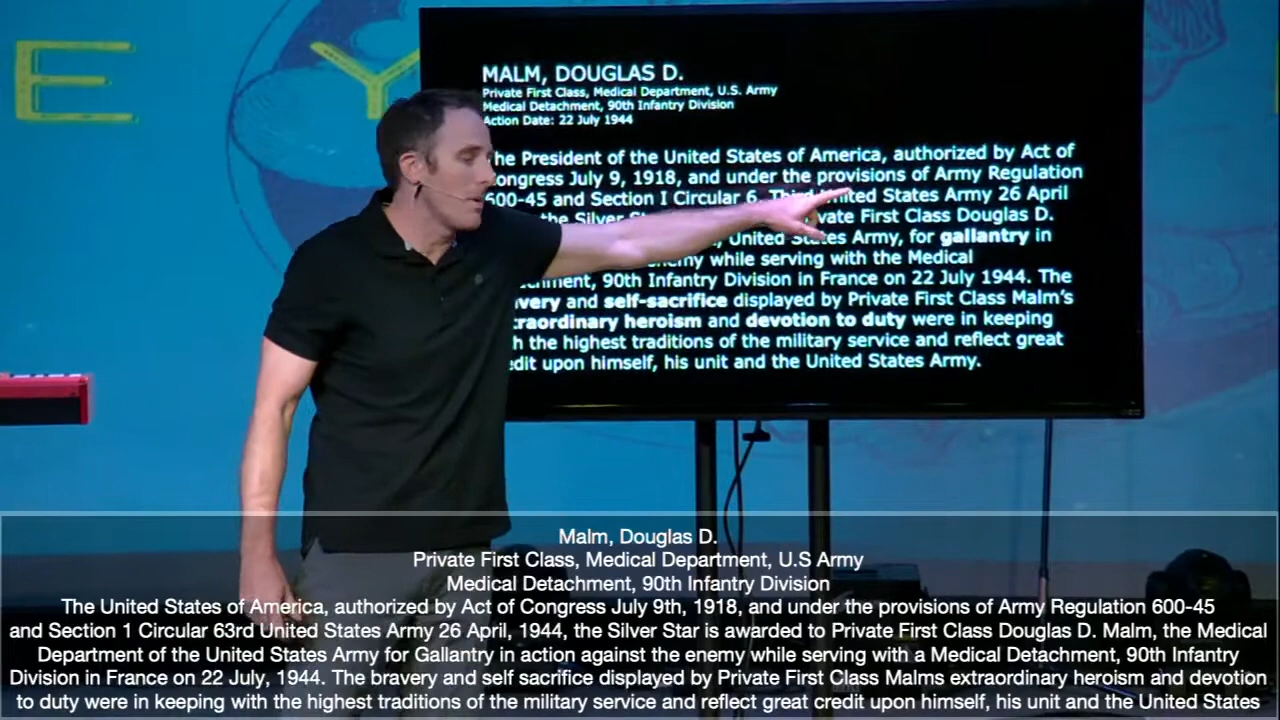 E Y
MALM, DOUGLAS D.
Private First Class, Medical Department, U.S. Army
Medical Detachment, 90th Infantry Division
Action Date: 22 July 1944
he President of the United States of America, authorized by Act of
ongress July 9, 1918, and under the provisions of Army Regulation
600-45 and Section I Circular 6, Third United States Army 26 April
the Silver vate First Class Douglas D.
, United States Army, for gallantry in
while serving with the Medical
90th Infantry Division in France on 22 July 1944. The
very and self-sacrifice displayed by Private First Class Malm's
raordinary heroism and devotion to duty were in keeping
h the highest traditions of the military service and reflect great
edit upon himself, his unit and the United States Army.
Malm, Douglas D.
Private First Class, Medical Department, U.S Army
Medical Detachment, 90th Infantry Division
The United States of America, authorized by Act of Congress July 9th, 1918, and under the provisions of Army Regulation 600-45
and Section 1 Circular 63rd United States Army 26 April, 1944, the Silver Star is awarded to Private First Class Douglas D. Malm, the Medical
Department of the United States Army for Gallantry in action against the enemy while serving with a Medical Detachment, 90th Infantry
Division in France on 22 July, 1944. The bravery and self sacrifice displayed by Private First Class Malms extraordinary heroism and devotion
to duty were in keeping with the highest traditions of the military service and reflect great credit upon himself, his unit and the United States